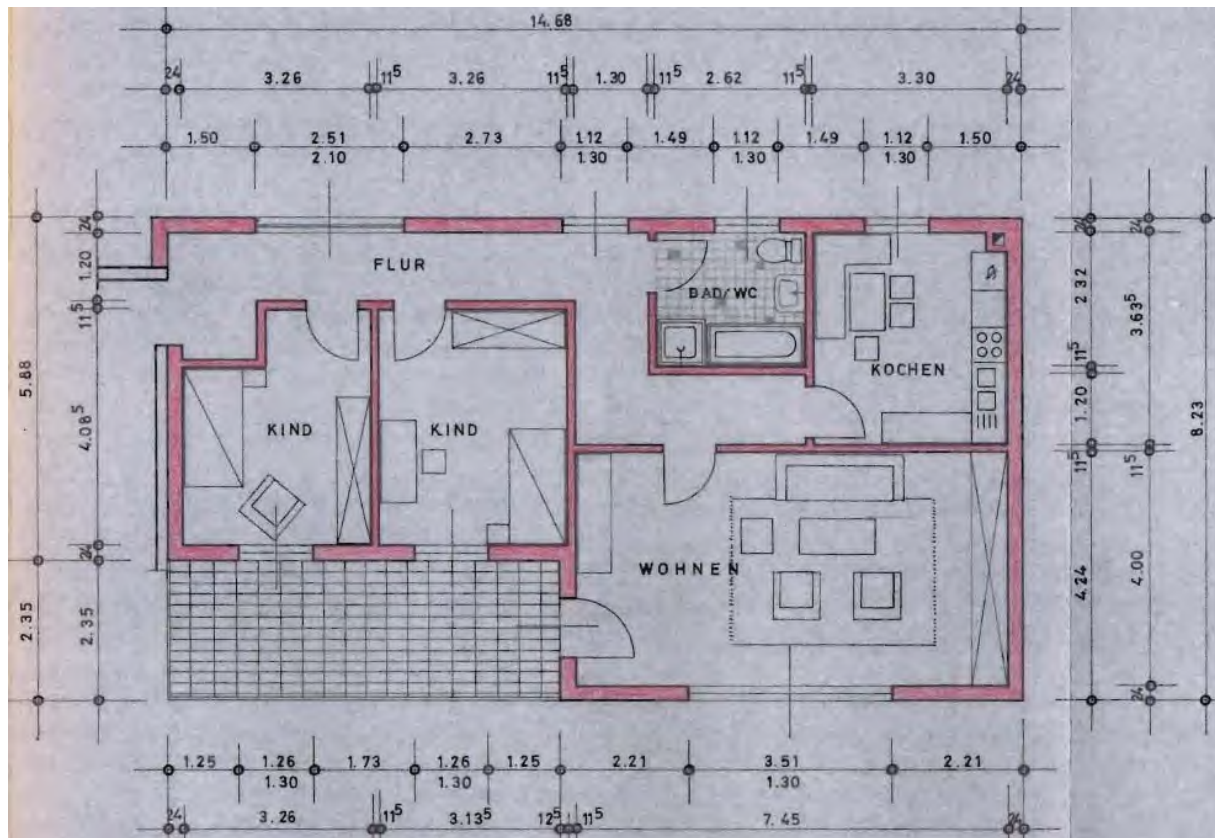 14.68
24 3.26 11⁵ 3.26 11⁵ 1.30 11⁵ 2.62 11⁵ 3.30 24
1.50 2.51 2.73 1.12 1.49 1.12 1.49 1.12 1.50
2.10 1.30 1.30 1.30
24
1.20
11⁵
4.08⁵
24
2.35
5.88
2.35
FLUR
BAD/WC
KOCHEN
KIND
KIND
WOHNEN
24
2.32
11⁵
1.20
11⁵
4.24
24
3.63⁵
11⁵
4.00
24
8.23
1.25 1.26 1.73 1.26 1.25 2.21 3.51 2.21
1.30 1.30 1.30
24 3.26 11⁵ 3.13⁵ 12⁵ 11⁵ 7.45 24